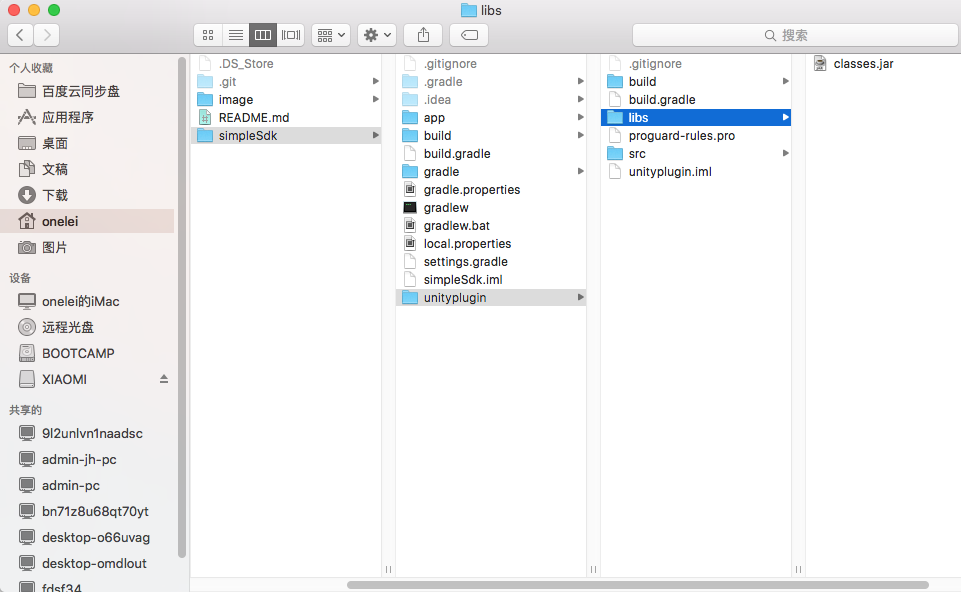 libs
搜索
个人收藏
百度云同步盘
应用程序
桌面
文稿
下载
onelei
图片
设备
onelei的iMac
远程光盘
BOOTCAMP
XIAOMI
共享的
9l2unlvn1naadsc
admin-jh-pc
admin-pc
bn71z8u68qt70yt
desktop-o66uvag
desktop-omdlout
fdsf34
.DS_Store
.git
image
README.md
simpleSdk
.gitignore
.gradle
.idea
app
build
build.gradle
gradle
gradle.properties
gradlew
gradlew.bat
local.properties
settings.gradle
simpleSdk.iml
unityplugin
.gitignore
build
build.gradle
libs
proguard-rules.pro
src
unityplugin.iml
classes.jar